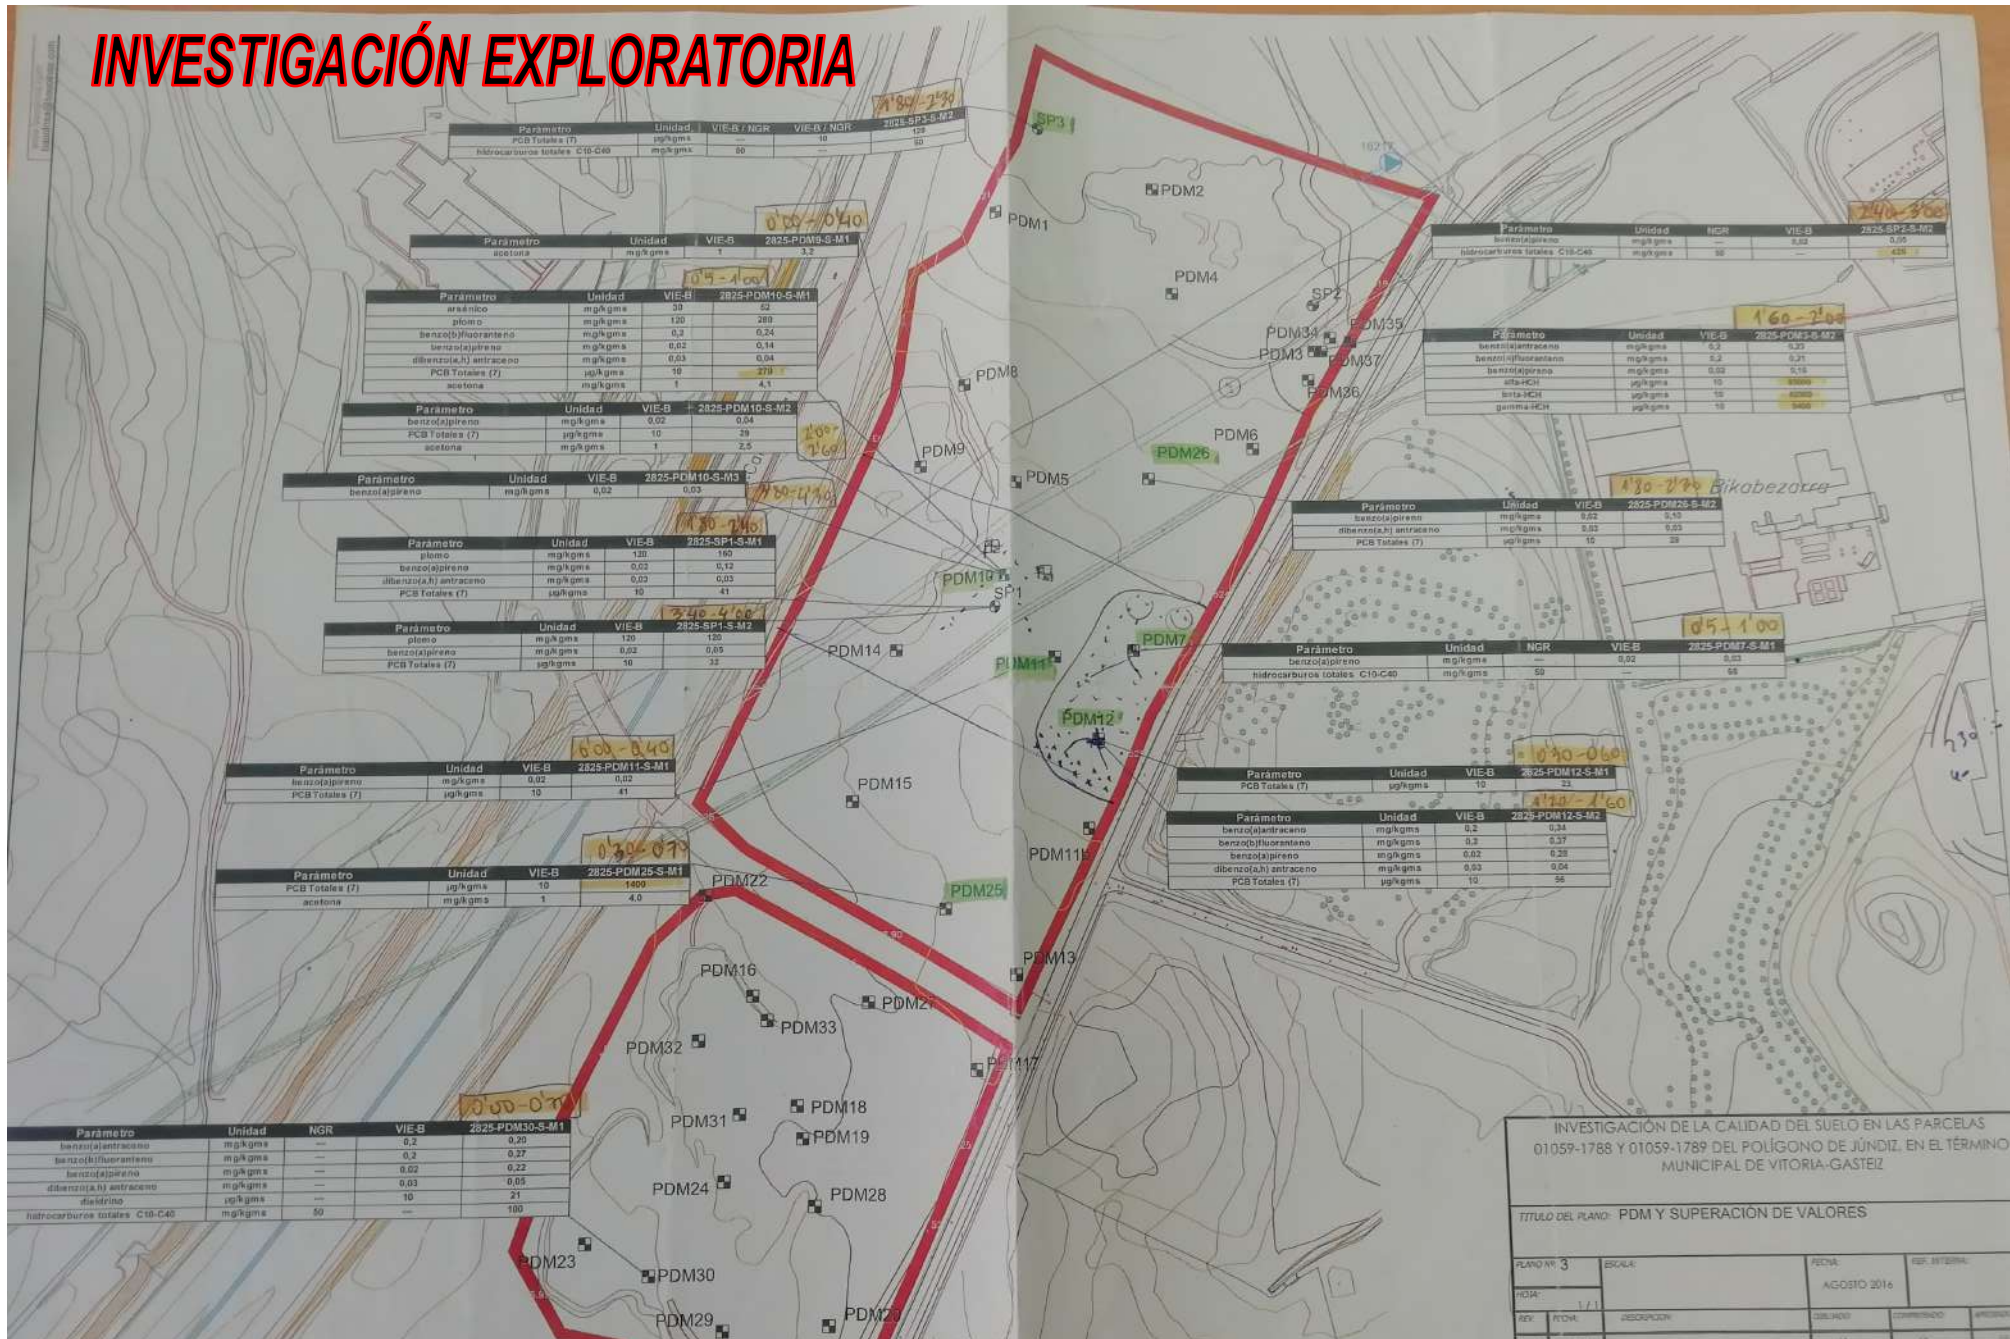 INVESTIGACIÓN EXPLORATORIA
1'80-2'30
Parámetro Unidad VIE-B / NGR VIE-B / NGR 2825-SP3-S-M2
PCB Totales (7) µg/kgms --- 10 120
hidrocarburos totales C10-C40 mg/kgms 50 --- 50
0'00-0'40
Parámetro Unidad VIE-B 2825-PDM9-S-M1
acetona mg/kgms 1 3,2
0'5-1'00
Parámetro Unidad VIE-B 2825-PDM10-S-M1
arsénico mg/kgms 30 52
plomo mg/kgms 120 280
benzo(b)fluoranteno mg/kgms 0,2 0,24
benzo(a)pireno mg/kgms 0,02 0,14
dibenzo(a,h) antraceno mg/kgms 0,03 0,04
PCB Totales (7) µg/kgms 10 270
acetona mg/kgms 1 4,1
Parámetro Unidad VIE-B 2825-PDM10-S-M2
benzo(a)pireno mg/kgms 0,02 0,04
PCB Totales (7) µg/kgms 10 29
acetona mg/kgms 1 2,5
2'00-
2'60
Parámetro Unidad VIE-B 2825-PDM10-S-M3
benzo(a)pireno mg/kgms 0,02 0,03
1'80-2'40
Parámetro Unidad VIE-B 2825-SP1-S-M1
plomo mg/kgms 120 190
benzo(a)pireno mg/kgms 0,02 0,12
dibenzo(a,h) antraceno mg/kgms 0,03 0,03
PCB Totales (7) µg/kgms 10 41
3'40-4'00
Parámetro Unidad VIE-B 2825-SP1-S-M2
plomo mg/kgms 120 120
benzo(a)pireno mg/kgms 0,02 0,05
PCB Totales (7) µg/kgms 10 32
0'00-0'40
Parámetro Unidad VIE-B 2825-PDM11-S-M1
benzo(a)pireno mg/kgms 0,02 0,02
PCB Totales (7) µg/kgms 10 41
0'30-0'70
Parámetro Unidad VIE-B 2825-PDM25-S-M1
PCB Totales (7) µg/kgms 10 1400
acetona mg/kgms 1 4,0
0'00-0'70
Parámetro Unidad NGR VIE-B 2825-PDM30-S-M1
benzo(a)antraceno mg/kgms --- 0,2 0,20
benzo(b)fluoranteno mg/kgms --- 0,2 0,27
benzo(a)pireno mg/kgms --- 0,02 0,22
dibenzo(a,h) antraceno mg/kgms --- 0,03 0,05
dieldrino µg/kgms --- 10 21
hidrocarburos totales C10-C40 mg/kgms 50 --- 100
SP3
PDM2
PDM1
PDM4
SP2
PDM34
PDM35
PDM3
PDM37
PDM36
PDM8
PDM6
PDM9
PDM26
PDM5
PDM10
SP1
PDM7
PDM14
PDM11
PDM12
PDM15
PDM11b
PDM22
PDM25
PDM13
PDM16
PDM27
PDM33
PDM32
PDM17
PDM31
PDM18
PDM19
PDM24
PDM28
PDM23
PDM30
PDM29
16217
5
2'40-3'00
Parámetro Unidad NGR VIE-B 2825-SP2-S-M2
benzo(a)pireno mg/kgms --- 0,02 0,05
hidrocarburos totales C10-C40 mg/kgms 50 --- 425
1'60-2'00
Parámetro Unidad VIE-B 2825-PDM3-S-M2
benzo(a)antraceno mg/kgms 0,2
benzo(b)fluoranteno mg/kgms 0,2 0,21
benzo(a)pireno mg/kgms 0,02
alfa-HCH µg/kgms 10
beta-HCH µg/kgms 10
gamma-HCH µg/kgms 10
1'80-2'30
Bikabezarra
Parámetro Unidad VIE-B 2825-PDM26-S-M2
benzo(a)pireno mg/kgms 0,02 0,10
dibenzo(a,h) antraceno mg/kgms 0,03 0,03
PCB Totales (7) µg/kgms 10
0'5-1'00
Parámetro Unidad NGR VIE-B 2825-PDM7-S-M1
benzo(a)pireno mg/kgms --- 0,02 0,03
hidrocarburos totales C10-C40 mg/kgms 50 ---
0'30-0'60
Parámetro Unidad VIE-B 2825-PDM12-S-M1
PCB Totales (7) µg/kgms 10 23
1'20-1'60
Parámetro Unidad VIE-B 2825-PDM12-S-M2
benzo(a)antraceno mg/kgms 0,2 0,34
benzo(b)fluoranteno mg/kgms 0,2 0,37
benzo(a)pireno mg/kgms 0,02 0,28
dibenzo(a,h) antraceno mg/kgms 0,03 0,04
PCB Totales (7) µg/kgms 10 56
INVESTIGACIÓN DE LA CALIDAD DEL SUELO EN LAS PARCELAS
01059-1788 Y 01059-1789 DEL POLÍGONO DE JÚNDIZ, EN EL TÉRMINO
MUNICIPAL DE VITORIA-GASTEIZ
TITULO DEL PLANO: PDM Y SUPERACIÓN DE VALORES
PLANO Nº: 3
ESCALA:
FECHA:
AGOSTO 2016
REF. INTERNA:
HOJA:
1/1
REV. FECHA: DESCRIPCIÓN: DIBUJADO: COMPROBADO: